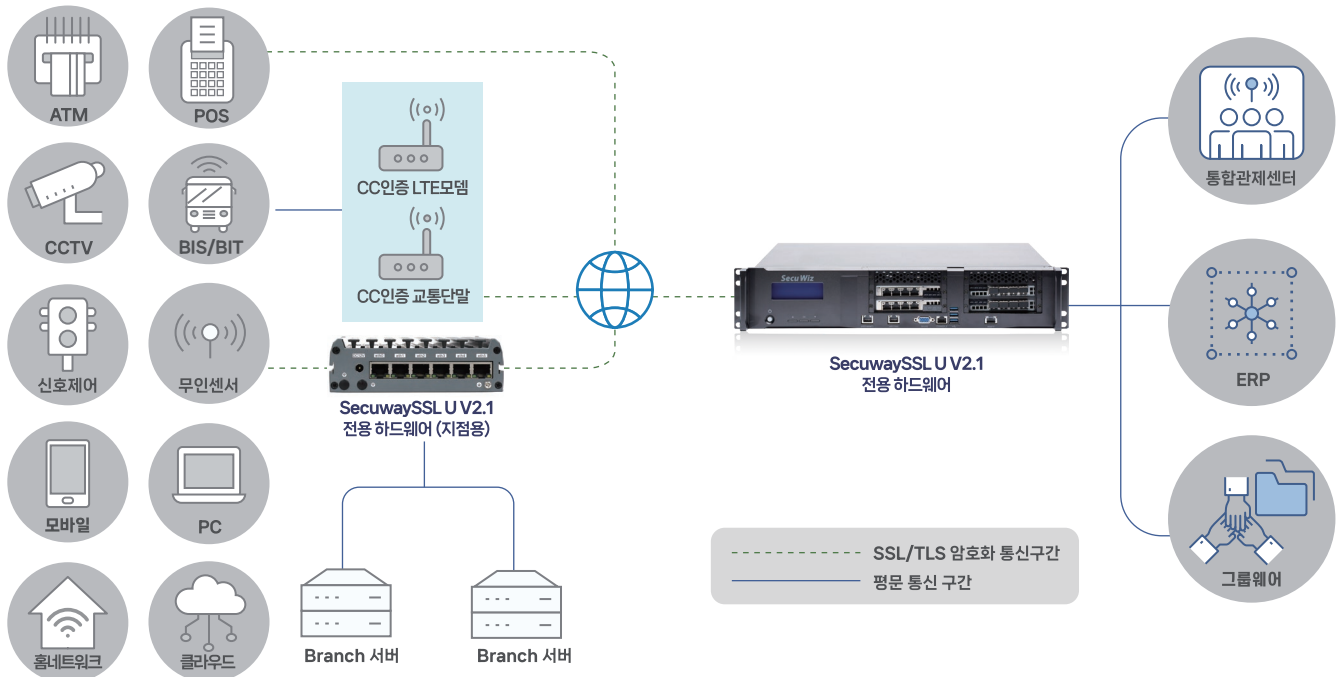 ATM
POS
CCTV
BIS/BIT
신호제어
무인센서
모바일
PC
홈네트워크
클라우드
CC인증 LTE모뎀
CC인증 교통단말
SecuwaySSL U V2.1
전용 하드웨어 (지점용)
Branch 서버
Branch 서버
SecuWiz
SecuwaySSL U V2.1
전용 하드웨어
SSL/TLS 암호화 통신구간
평문 통신 구간
통합관제센터
ERP
그룹웨어